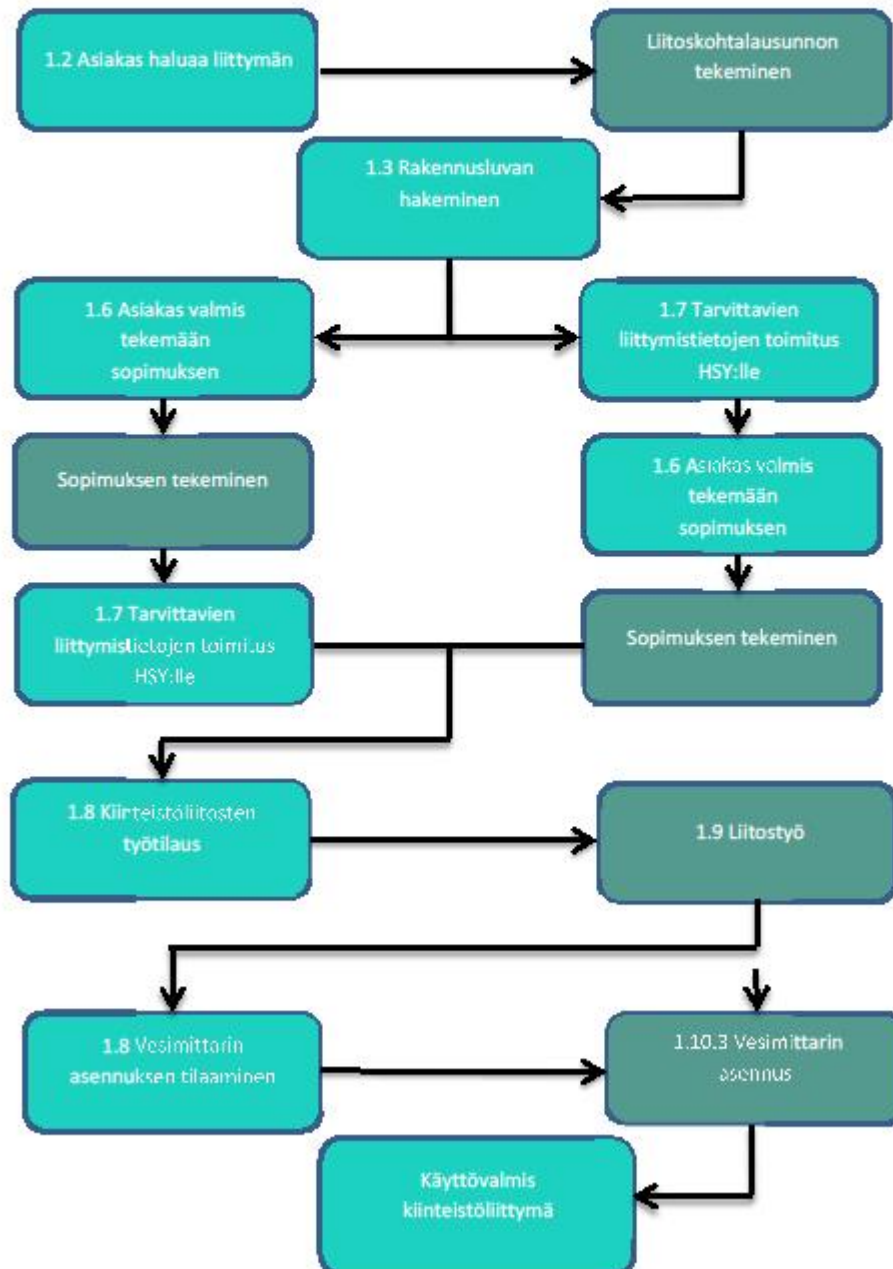 1.2 Asiakas haluaa liittymän
Liitoskohtalausunnon
tekeminen
1.3 Rakennusluvan
hakeminen
1.6 Asiakas valmis
tekemään
sopimuksen
1.7 Tarvittavien
liittymistietojen toimitus
HSY:lle
Sopimuksen tekeminen
1.6 Asiakas valmis
tekemään
sopimuksen
1.7 Tarvittavien
liittymistietojen toimitus
HSY:lle
Sopimuksen tekeminen
1.8 Kiinteistöliitosten
työtilaus
1.9 Liitostyö
1.8 Vesimittarin
asennuksen tilaaminen
1.10.3 Vesimittarin
asennus
Käyttövalmis
kiinteistöliittymä